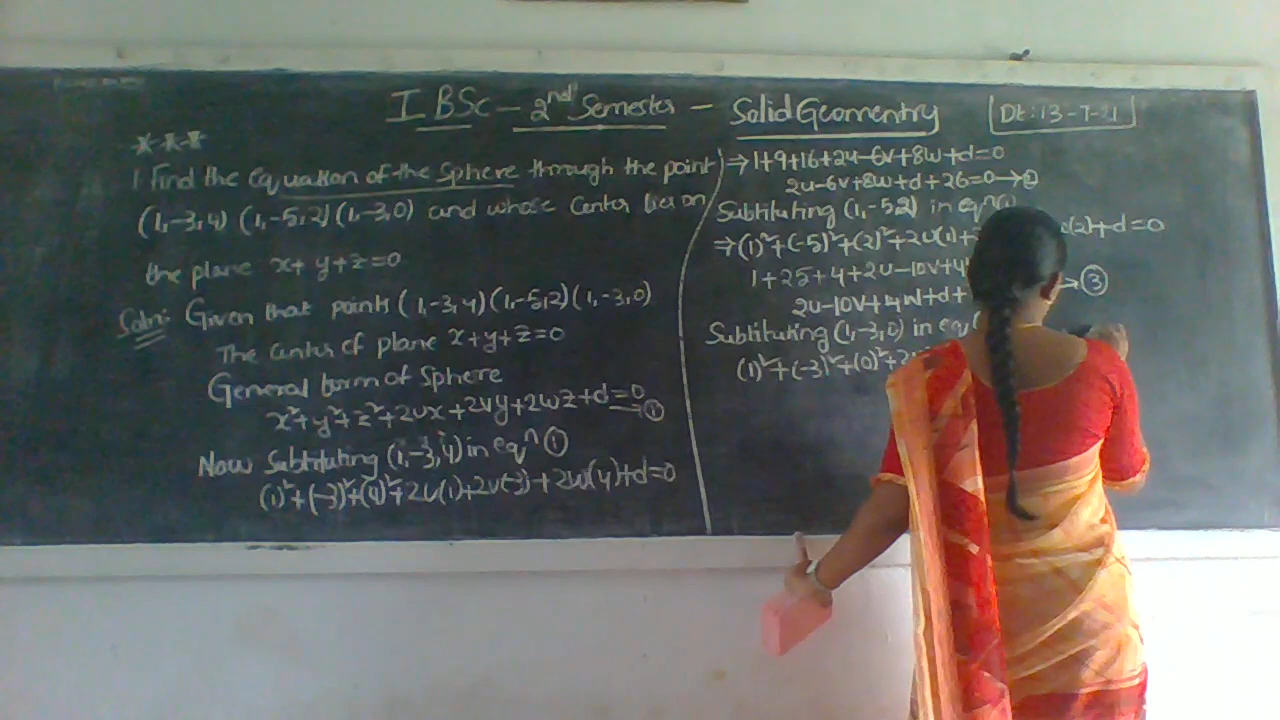 I BSc - 2nd Semester - Solid Geomentry
Dt: 13-7-21
***
1. Find the Equation of the Sphere through the point
(1,-3,4) (1,-5,2) (1,-3,0) and whose Center lies on
the plane x+y+z=0
Soln: Given that points (1,-3,4) (1,-5,2) (1,-3,0)
The center of plane x+y+z=0
General form of Sphere
x²+y²+z²+2ux+2vy+2wz+d=0 → ①
Now Substituting (1,-3,4) in eqn ①
(1)²+(-3)²+(4)²+2u(1)+2v(-3)+2w(4)+d=0
⇒ 1+9+16+2u-6v+8w+d=0
2u-6v+8w+d+26=0 → ②
Subtituting (1,-5,2) in eqn
⇒ (1)²+(-5)²+(2)²+2u(1)+ (2)+d=0
1+25+4+2u-10v+4
2u-10v+4w+d+ → ③
Subtituting (1,-3,0) in eq
(1)²+(-3)²+(0)²+2